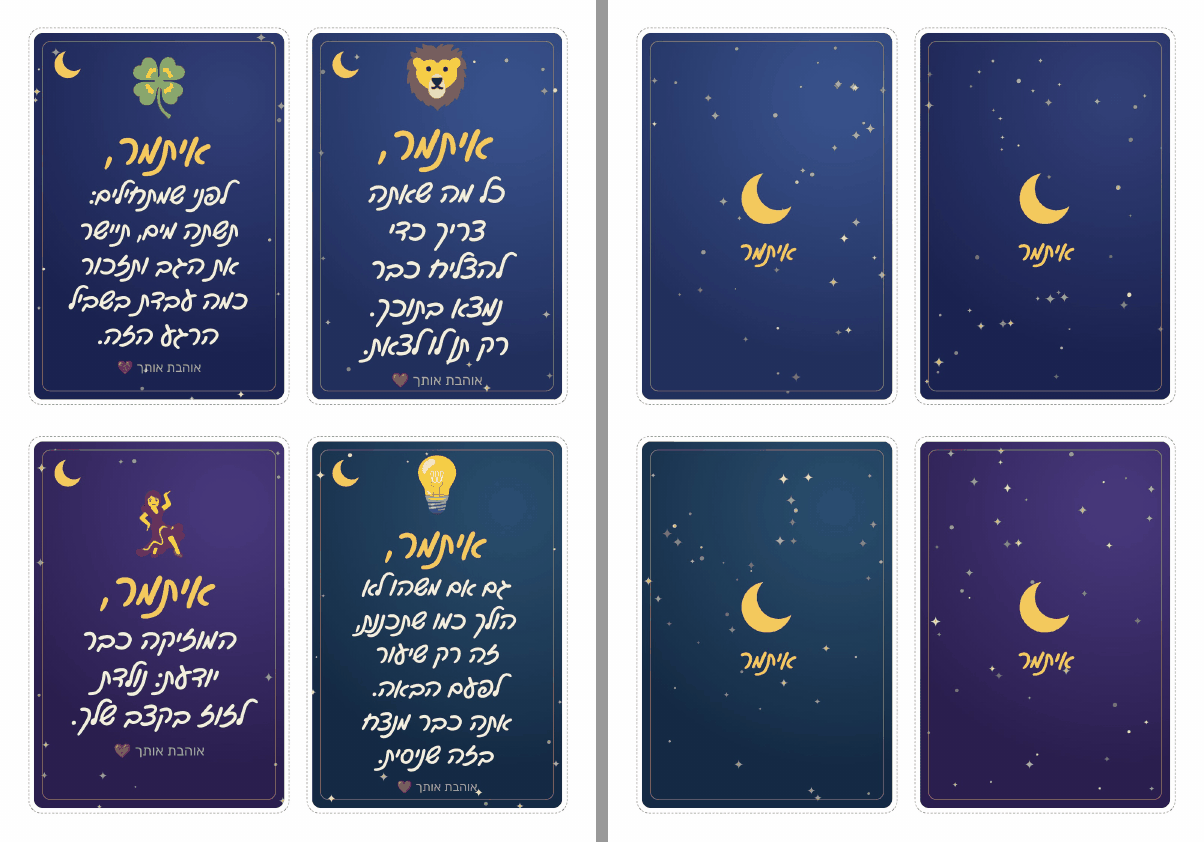 איתמר,
לפני שמתחילים:
תשתה מים, תיישר
את הגב ותזכור
כמה עבדת בשביל
הרגע הזה.
אוהבת אותך
איתמר,
כל מה שאתה
צריך כדי
להצליח כבר
נמצא בתוכך.
רק תן לו לצאת.
אוהבת אותך
איתמר,
המוזיקה כבר
יודעת: נולדת
לזוז בקצב שלך.
אוהבת אותך
איתמר,
גם אם משהו לא
הולך כמו שתכננת,
זה רק שיעור
לפעם הבאה.
אתה כבר מנצח
בזה שניסית.
אוהבת אותך
איתמר
איתמר
איתמר
איתמר